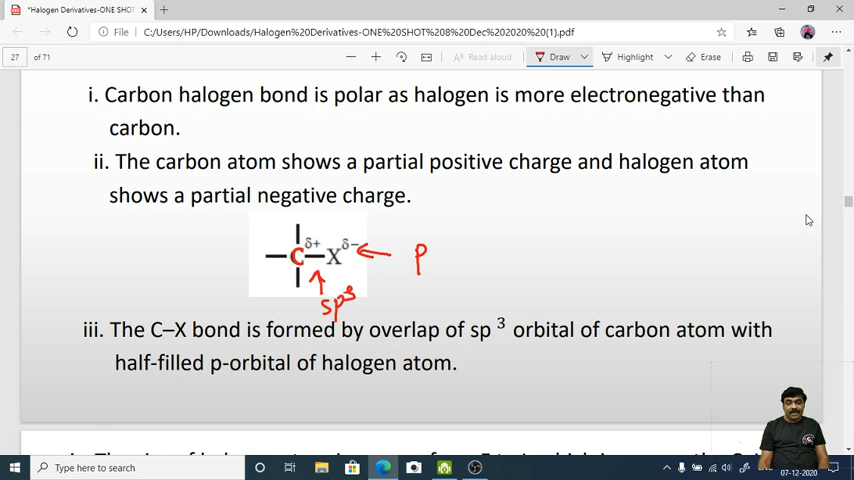 *Halogen Derivatives-ONE SHOT
File C:/Users/HP/Downloads/Halogen%20Derivatives-ONE%20SHOT%208%20Dec%202020%20(1).pdf
27 of 71
Read aloud Draw Highlight Erase
i. Carbon halogen bond is polar as halogen is more electronegative than
carbon.
ii. The carbon atom shows a partial positive charge and halogen atom
shows a partial negative charge.
δ+ δ−
C X p
sp³
iii. The C–X bond is formed by overlap of sp 3 orbital of carbon atom with
half-filled p-orbital of halogen atom.
Type here to search
07-12-2020